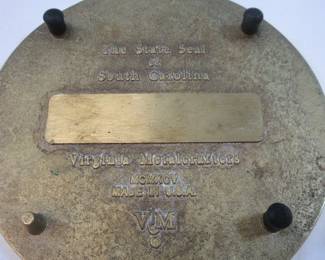 The State Seal
of
South Carolina
Virginia Metalcrafters
MADE IN U.S.A.
VM